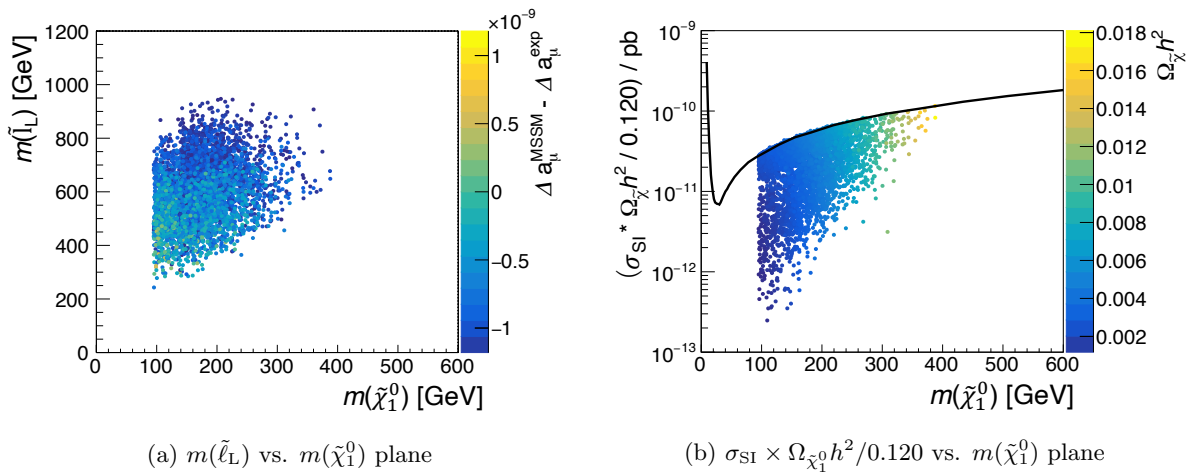 ×10⁻⁹
1200
1000
800
600
400
200
0
m(l̃_L) [GeV]
0 100 200 300 400 500 600
m(χ̃₁⁰) [GeV]
1
0.5
0
−0.5
−1
Δ a_μ^MSSM - Δ a_μ^exp
10⁻⁹
10⁻¹⁰
10⁻¹¹
10⁻¹²
10⁻¹³
(σ_SI * Ω_χ̃ h² / 0.120) / pb
0 100 200 300 400 500 600
m(χ̃₁⁰) [GeV]
0.018
0.016
0.014
0.012
0.01
0.008
0.006
0.004
0.002
Ω_χ̃ h²
(a) m(ℓ̃_L) vs. m(χ̃₁⁰) plane
(b) σ_SI × Ω_χ̃₁⁰ h²/0.120 vs. m(χ̃₁⁰) plane